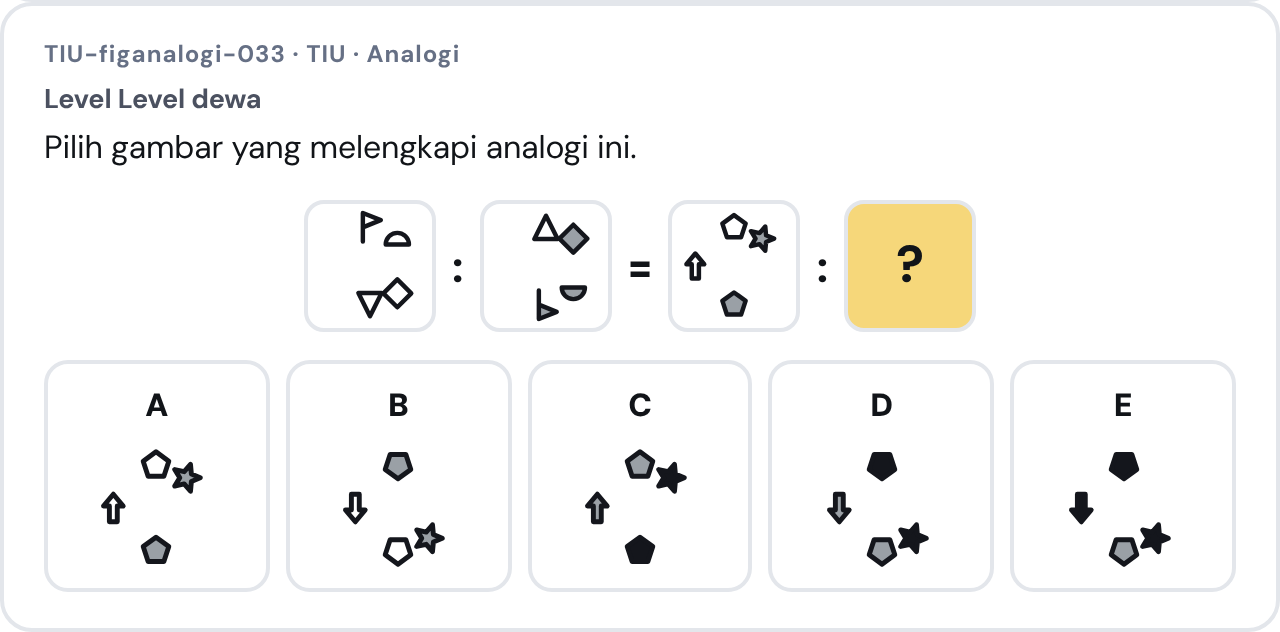 TIU-figanalogi-033 · TIU · Analogi
Level Level dewa
Pilih gambar yang melengkapi analogi ini.
: = : ?
A B C D E